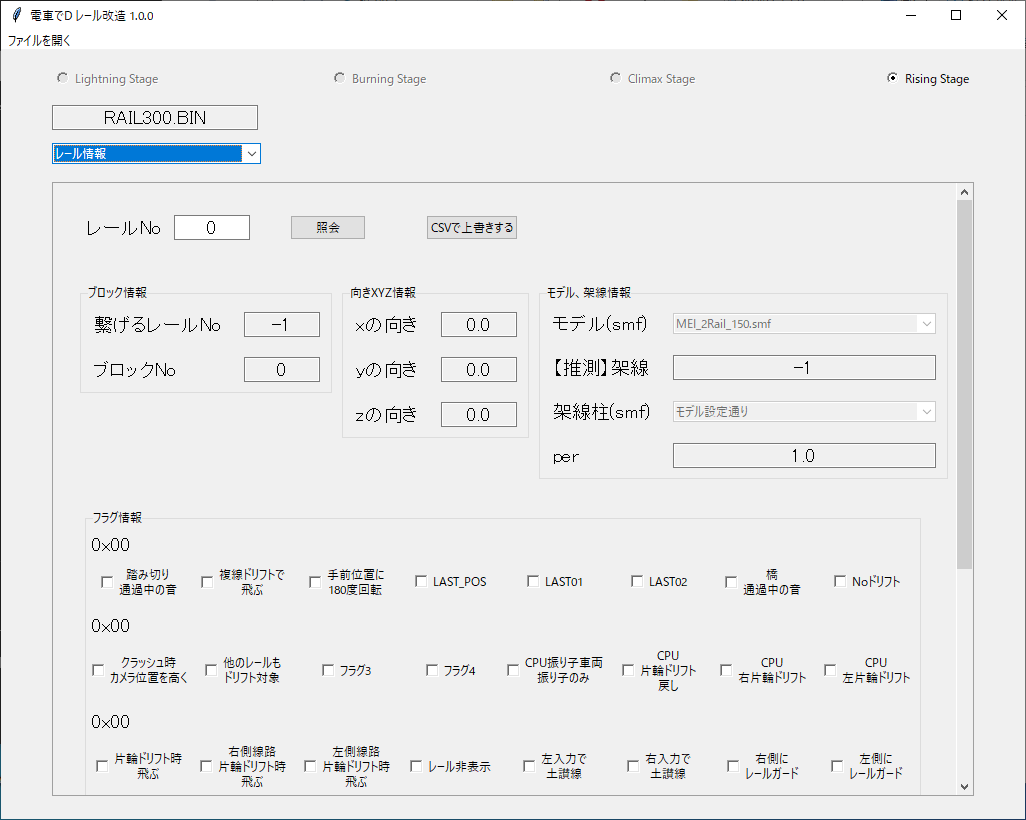 電車でD レール改造 1.0.0
ファイルを開く
Lightning Stage
Burning Stage
Climax Stage
Rising Stage
RAIL300.BIN
レール情報
レールNo
0
照会
CSVで上書きする
ブロック情報
繋げるレールNo
-1
ブロックNo
0
向きXYZ情報
xの向き
0.0
yの向き
0.0
zの向き
0.0
モデル、架線情報
モデル(smf)
MEI_2Rail_150.smf
【推測】架線
-1
架線柱(smf)
モデル設定通り
per
1.0
フラグ情報
0x00
踏み切り
通過中の音
複線ドリフトで
飛ぶ
手前位置に
180度回転
LAST_POS
LAST01
LAST02
橋
通過中の音
Noドリフト
0x00
クラッシュ時
カメラ位置を高く
他のレールも
ドリフト対象
フラグ3
フラグ4
CPU振り子車両
振り子のみ
CPU
片輪ドリフト
戻し
CPU
右片輪ドリフト
CPU
左片輪ドリフト
0x00
片輪ドリフト時
飛ぶ
右側線路
片輪ドリフト時
飛ぶ
左側線路
片輪ドリフト時
飛ぶ
レール非表示
左入力で
土讃線
右入力で
土讃線
右側に
レールガード
左側に
レールガード